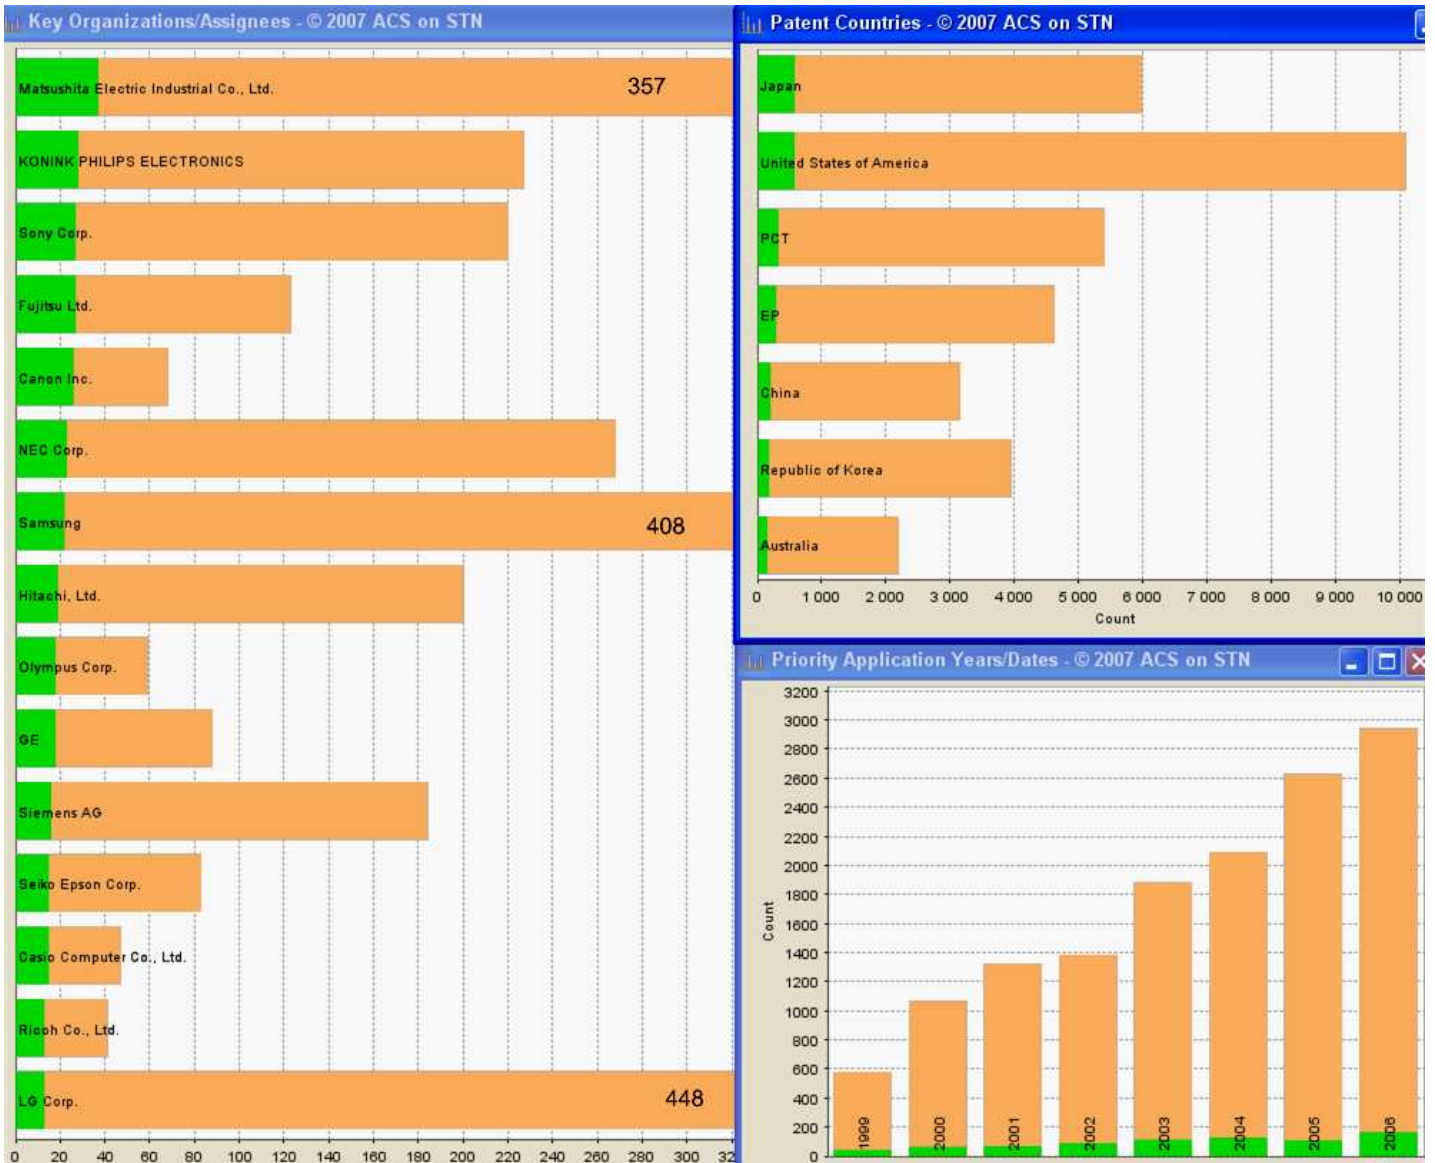 Key Organizations/Assignees - © 2007 ACS on STN
Matsushita Electric Industrial Co., Ltd.
357
KONINK PHILIPS ELECTRONICS
Sony Corp.
Fujitsu Ltd.
Canon Inc.
NEC Corp.
Samsung
408
Hitachi, Ltd.
Olympus Corp.
GE
Siemens AG
Seiko Epson Corp.
Casio Computer Co., Ltd.
Ricoh Co., Ltd.
LG Corp.
448
0 20 40 60 80 100 120 140 160 180 200 220 240 260 280 300 32
Patent Countries - © 2007 ACS on STN
Japan
United States of America
PCT
EP
China
Republic of Korea
Australia
0 1 000 2 000 3 000 4 000 5 000 6 000 7 000 8 000 9 000 10 000
Count
Priority Application Years/Dates - © 2007 ACS on STN
3200
3000
2800
2600
2400
2200
2000
1800
1600
1400
1200
1000
800
600
400
200
0
Count
1999
2000
2001
2002
2003
2004
2005
2006